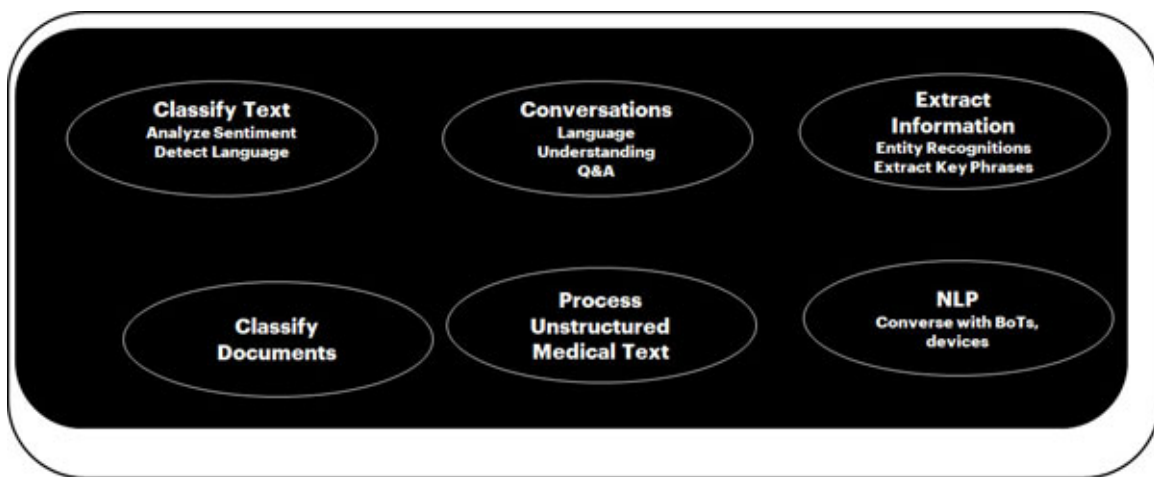 Classify Text
Analyze Sentiment
Detect Language
Conversations
Language
Understanding
Q&A
Extract
Information
Entity Recognitions
Extract Key Phrases
Classify
Documents
Process
Unstructured
Medical Text
NLP
Converse with BoTs,
devices